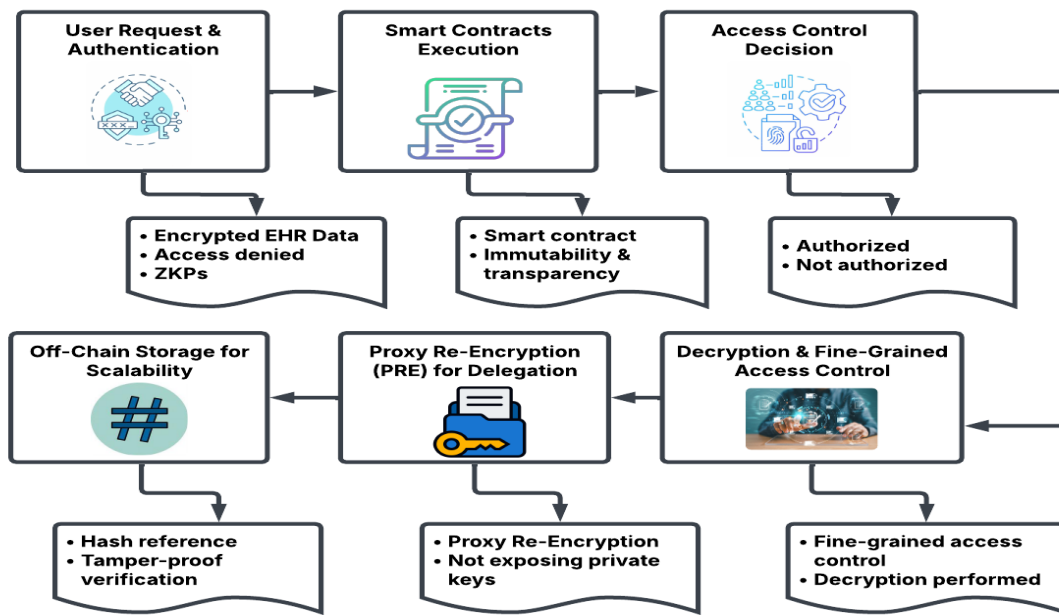 User Request &
Authentication
Smart Contracts
Execution
Access Control
Decision
• Encrypted EHR Data
• Access denied
• ZKPs
• Smart contract
• Immutability &
transparency
• Authorized
• Not authorized
Off-Chain Storage for
Scalability
Proxy Re-Encryption
(PRE) for Delegation
Decryption & Fine-Grained
Access Control
• Hash reference
• Tamper-proof
verification
• Proxy Re-Encryption
• Not exposing private
keys
• Fine-grained access
control
• Decryption performed